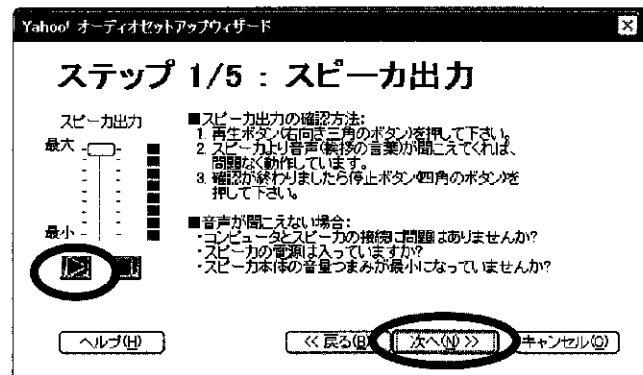 Yahoo! オーディオセットアップウィザード
ステップ 1/5 : スピーカ出力
スピーカ出力
最大
最小
■スピーカ出力の確認方法:
1. 再生ボタン(右向き三角のボタン)を押して下さい。
2. スピーカより音声(挨拶の言葉)が聞こえてくれば、
問題なく動作しています。
3. 確認が終わりましたら停止ボタン(四角のボタン)を
押して下さい。
■音声が聞こえない場合:
・コンピュータとスピーカの接続に問題はありませんか?
・スピーカの電源は入っていますか?
・スピーカ本体の音量つまみが最小になっていませんか?
ヘルプ(H)
<< 戻る(B)
次へ(N) >>
キャンセル(Q)